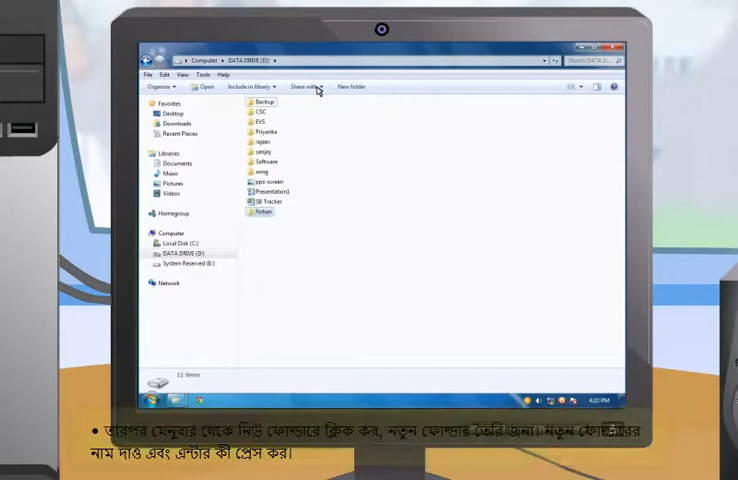 Computer ▸ DATA DRIVE (D:) ▸
Search DATA D...
File Edit View Tools Help
Organize Open Include in library Share with New folder
Favorites
Desktop
Downloads
Recent Places
Libraries
Documents
Music
Pictures
Videos
Homegroup
Computer
Local Disk (C:)
DATA DRIVE (D:)
System Reserved (E:)
Network
Backup
CSC
EVS
Priyanka
rajeev
sanjay
Software
song
pps-screen
Presentation1
SB Tracker
Rohan
11 items
4:22 PM
• তারপর মেনুবার থেকে নিউ ফোল্ডারে ক্লিক কর, নতুন ফোল্ডার তৈরি জন্য। নতুন ফোল্ডারের
নাম দাও এবং এন্টার কী প্রেস কর।